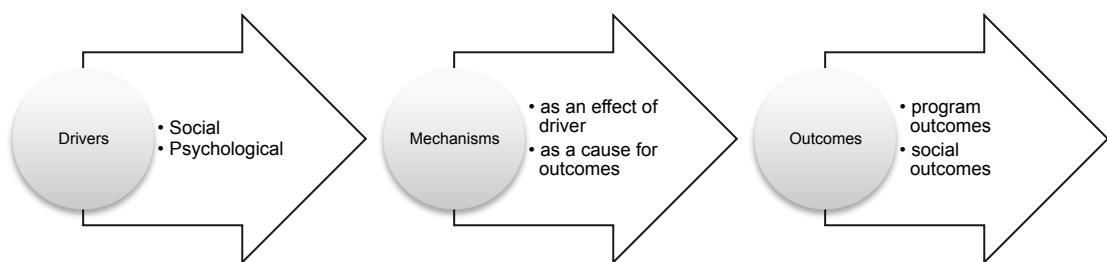 Drivers
• Social
• Psychological
Mechanisms
• as an effect of
driver
• as a cause for
outcomes
Outcomes
• program
outcomes
• social
outcomes